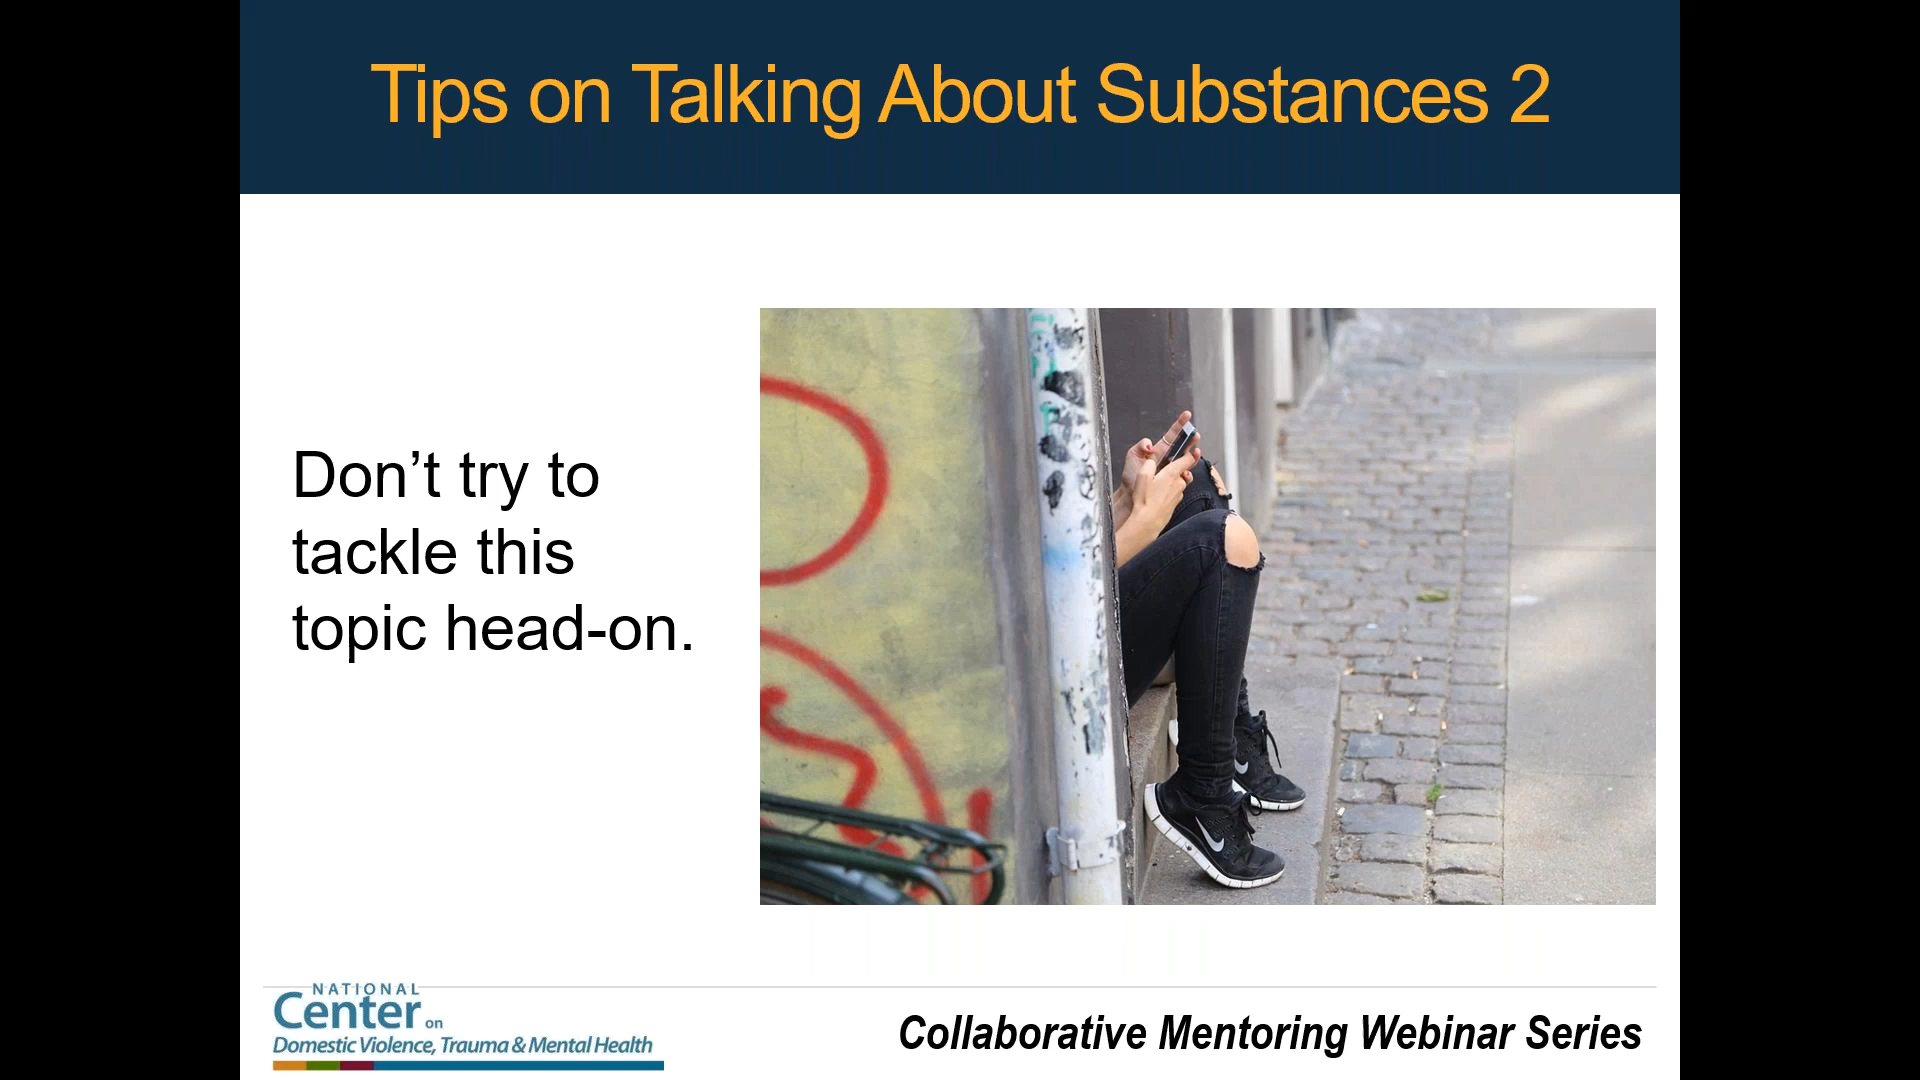 Tips on Talking About Substances 2
Don’t try to
tackle this
topic head-on.
NATIONAL
Center on
Domestic Violence, Trauma & Mental Health
Collaborative Mentoring Webinar Series